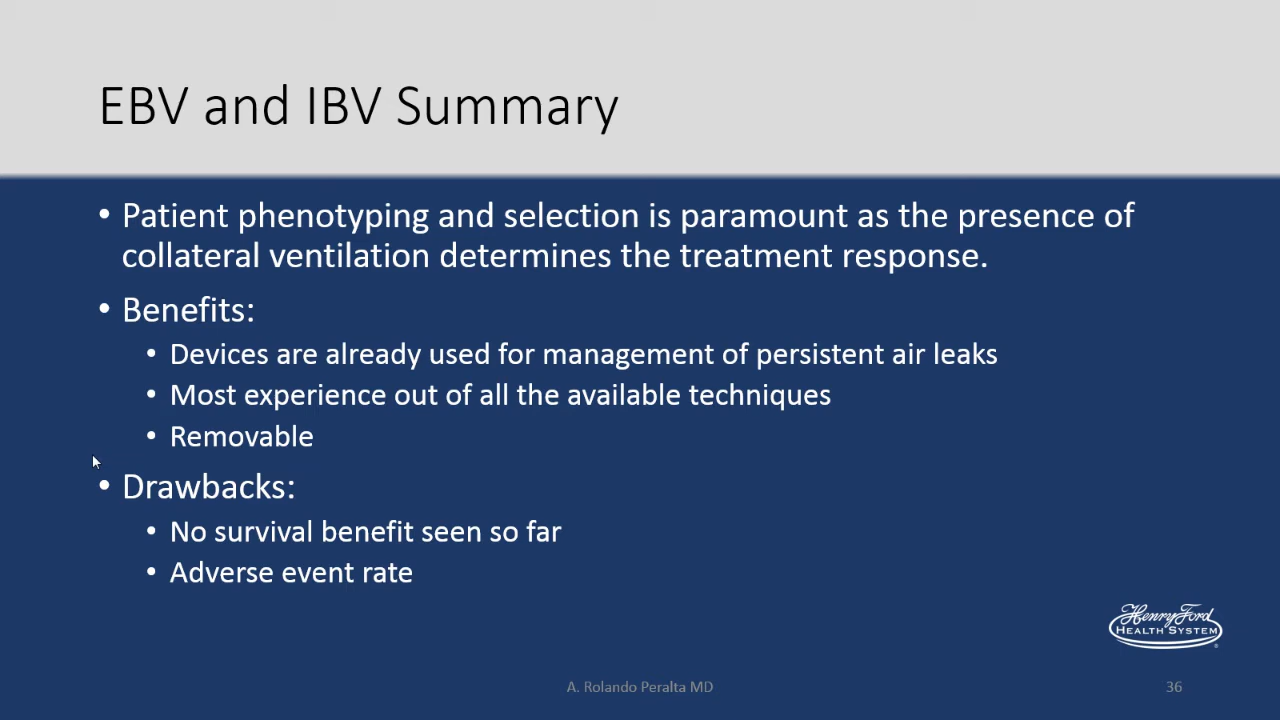 EBV and IBV Summary
• Patient phenotyping and selection is paramount as the presence of
collateral ventilation determines the treatment response.
• Benefits:
• Devices are already used for management of persistent air leaks
• Most experience out of all the available techniques
• Removable
• Drawbacks:
• No survival benefit seen so far
• Adverse event rate
Henry Ford
HEALTH SYSTEM®
A. Rolando Peralta MD
36